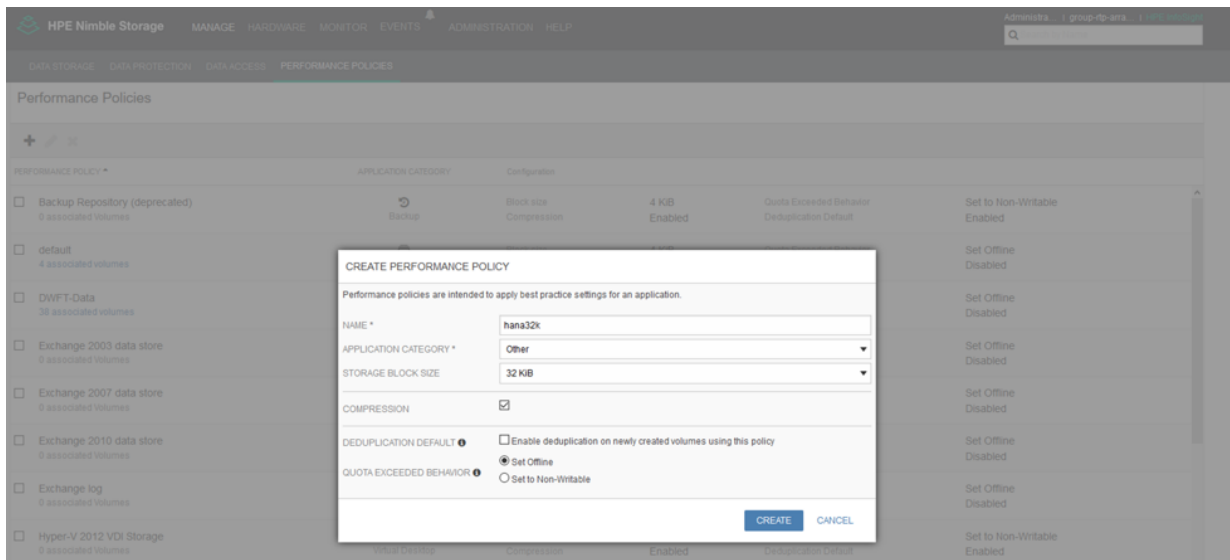 HPE Nimble Storage MANAGE HARDWARE MONITOR EVENTS ADMINISTRATION HELP
Administra... | group-rtp-arra... |
DATA STORAGE DATA PROTECTION DATA ACCESS PERFORMANCE POLICIES
Performance Policies
PERFORMANCE POLICY APPLICATION CATEGORY Configuration
Backup Repository (deprecated) Block size 4 KiB Quota Exceeded Behavior Set to Non-Writable
0 associated volumes Backup Compression Enabled Deduplication Default Enabled
default Set Offline
4 associated volumes Disabled
DWFT-Data Set Offline
38 associated volumes Disabled
Exchange 2003 data store Set Offline
0 associated volumes Disabled
Exchange 2007 data store Set Offline
0 associated volumes Disabled
Exchange 2010 data store Set Offline
0 associated volumes Disabled
Exchange log Set Offline
0 associated volumes Disabled
Hyper-V 2012 VDI Storage Set to Non-Writable
0 associated volumes Virtual Desktop Compression Enabled Deduplication Default Enabled
CREATE PERFORMANCE POLICY
Performance policies are intended to apply best practice settings for an application.
NAME * hana32k
APPLICATION CATEGORY * Other
STORAGE BLOCK SIZE 32 KiB
COMPRESSION
DEDUPLICATION DEFAULT Enable deduplication on newly created volumes using this policy
QUOTA EXCEEDED BEHAVIOR Set Offline
Set to Non-Writable
CREATE CANCEL